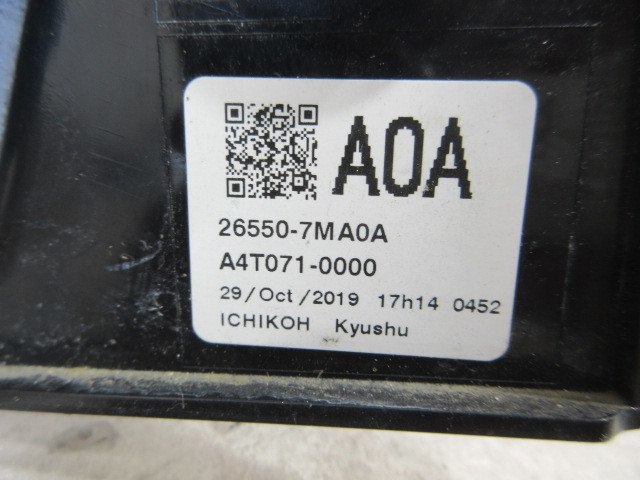 A0A
26550-7MA0A
A4T071-0000
29/Oct/2019 17h14 0452
ICHIKOH Kyushu